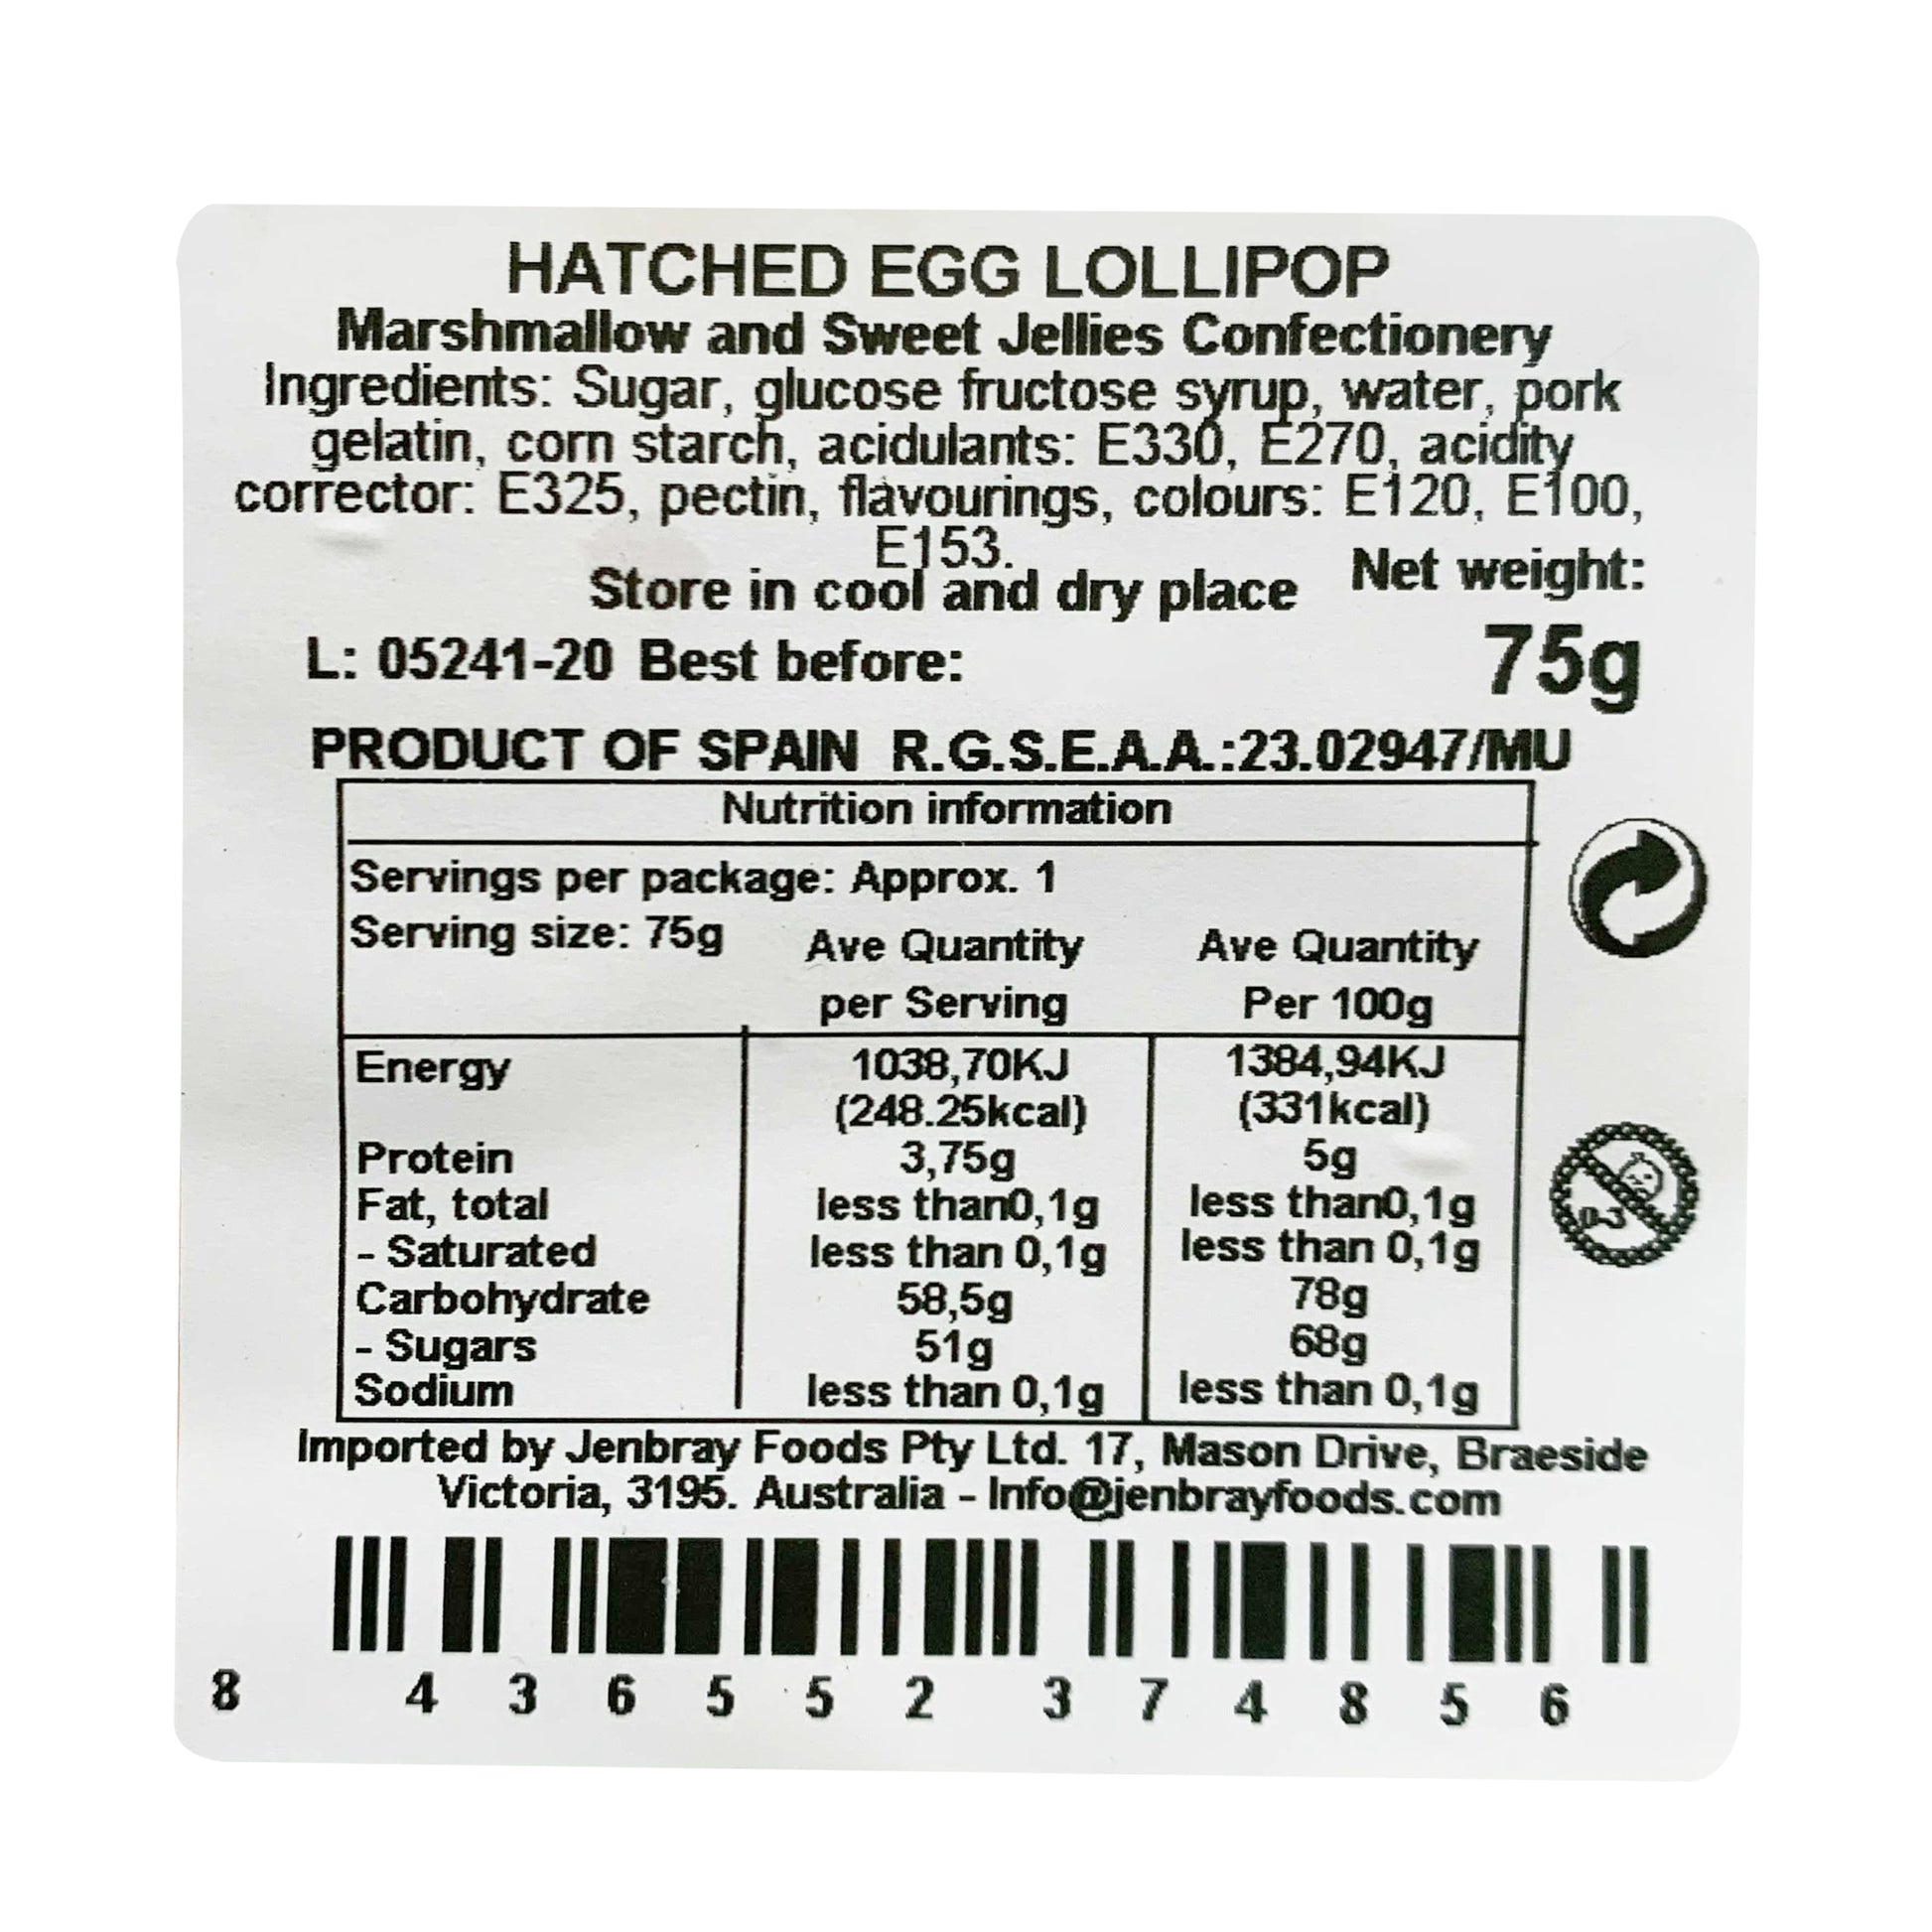 HATCHED EGG LOLLIPOP
Marshmallow and Sweet Jellies Confectionery
Ingredients: Sugar, glucose fructose syrup, water, pork
gelatin, corn starch, acidulants: E330, E270, acidity
corrector: E325, pectin, flavourings, colours: E120, E100,
E153.
Store in cool and dry place
Net weight:
75g
L: 05241-20 Best before:
PRODUCT OF SPAIN R.G.S.E.A.A.:23.02947/MU
Nutrition information
Servings per package: Approx. 1
Serving size: 75g
Ave Quantity per Serving
Ave Quantity Per 100g
Energy 1038,70KJ 1384,94KJ
(248.25kcal) (331kcal)
Protein 3,75g 5g
Fat, total less than0,1g less than0,1g
- Saturated less than 0,1g less than 0,1g
Carbohydrate 58,5g 78g
- Sugars 51g 68g
Sodium less than 0,1g less than 0,1g
0-3
Imported by Jenbray Foods Pty Ltd. 17, Mason Drive, Braeside
Victoria, 3195. Australia - Info@jenbrayfoods.com
8 436552 374856